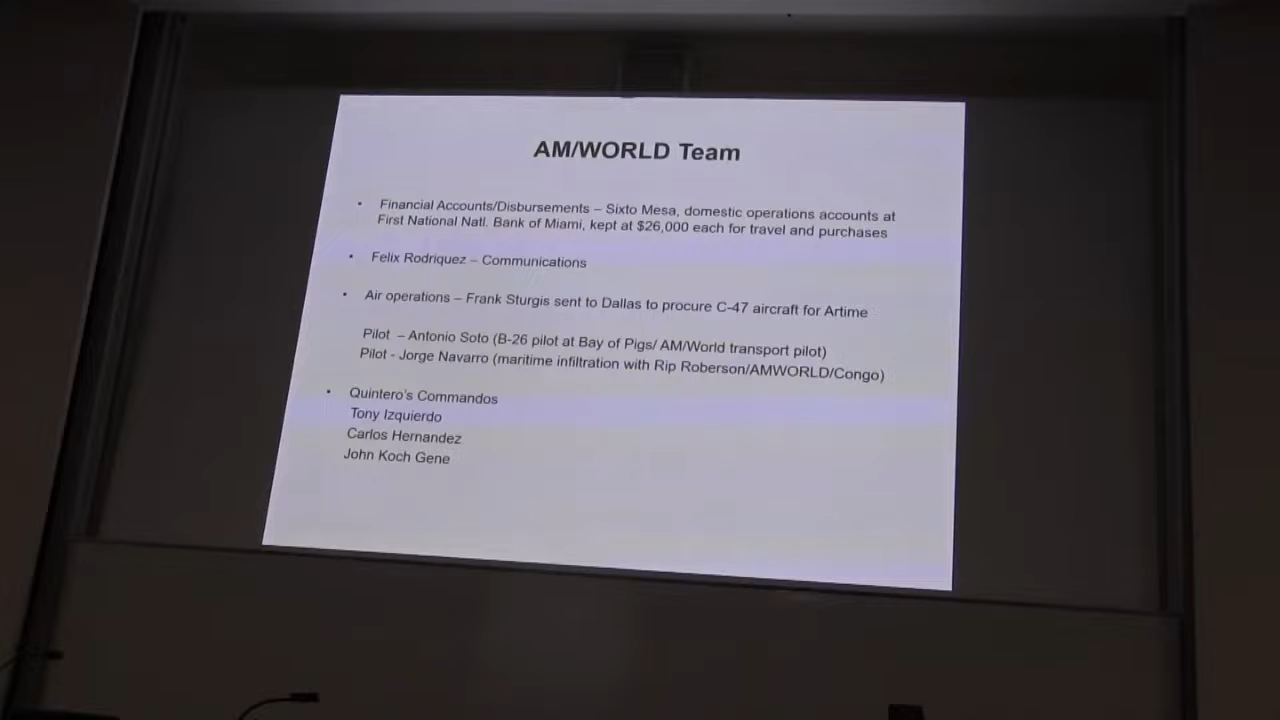 AM/WORLD Team
• Financial Accounts/Disbursements – Sixto Mesa, domestic operations accounts at
First National Natl. Bank of Miami, kept at $26,000 each for travel and purchases
• Felix Rodriquez – Communications
• Air operations – Frank Sturgis sent to Dallas to procure C-47 aircraft for Artime
Pilot – Antonio Soto (B-26 pilot at Bay of Pigs/ AM/World transport pilot)
Pilot - Jorge Navarro (maritime infiltration with Rip Roberson/AMWORLD/Congo)
• Quintero's Commandos
Tony Izquierdo
Carlos Hernandez
John Koch Gene